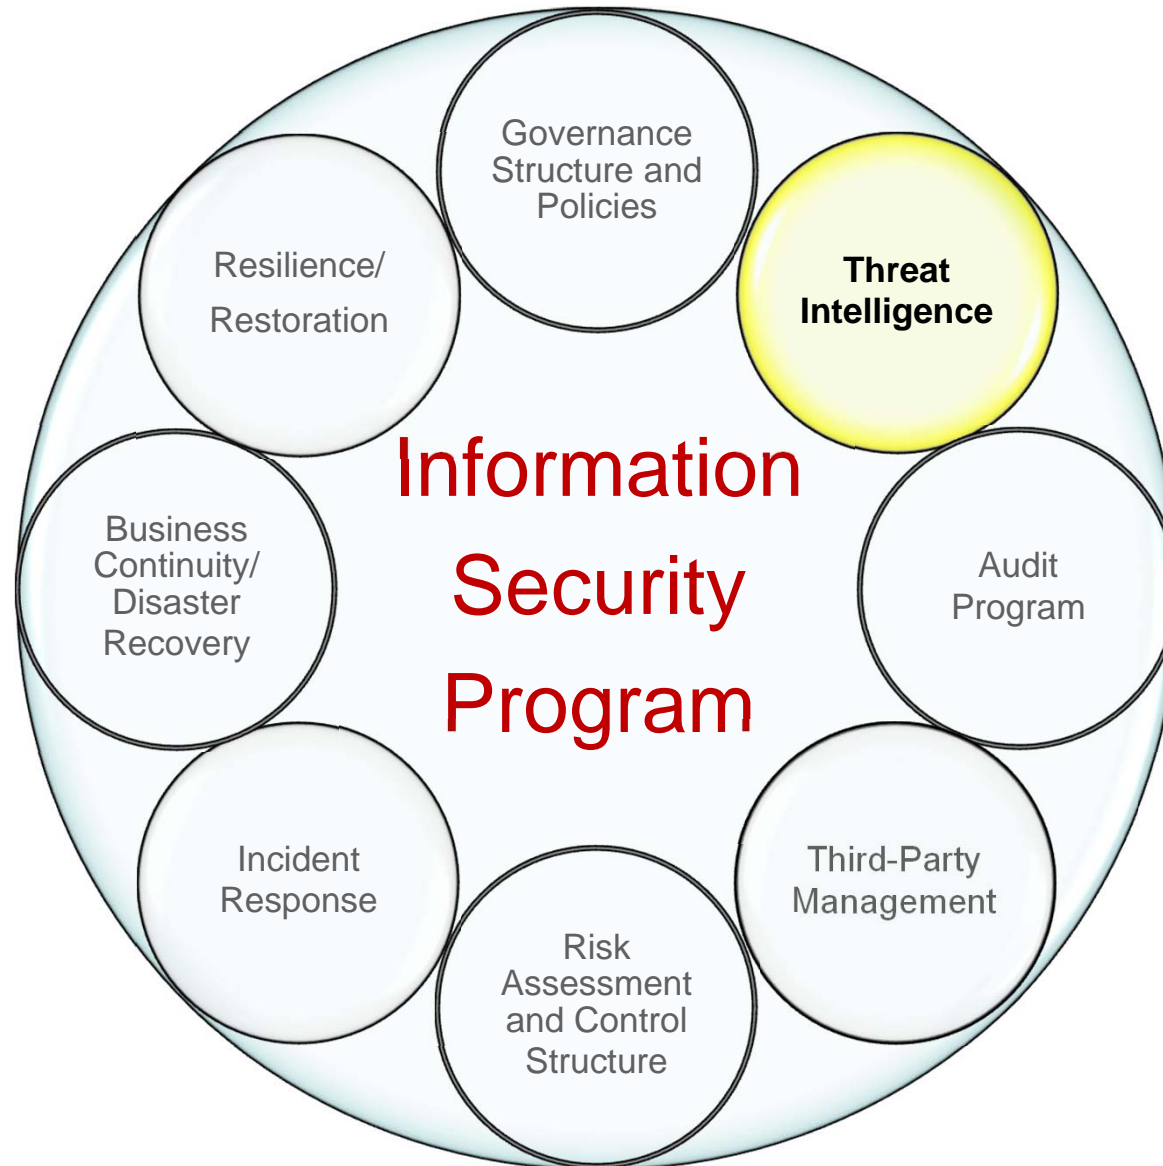 Governance
Structure and
Policies
Threat
Intelligence
Resilience/
Restoration
Information
Security
Program
Business
Continuity/
Disaster
Recovery
Audit
Program
Incident
Response
Third-Party
Management
Risk
Assessment
and Control
Structure